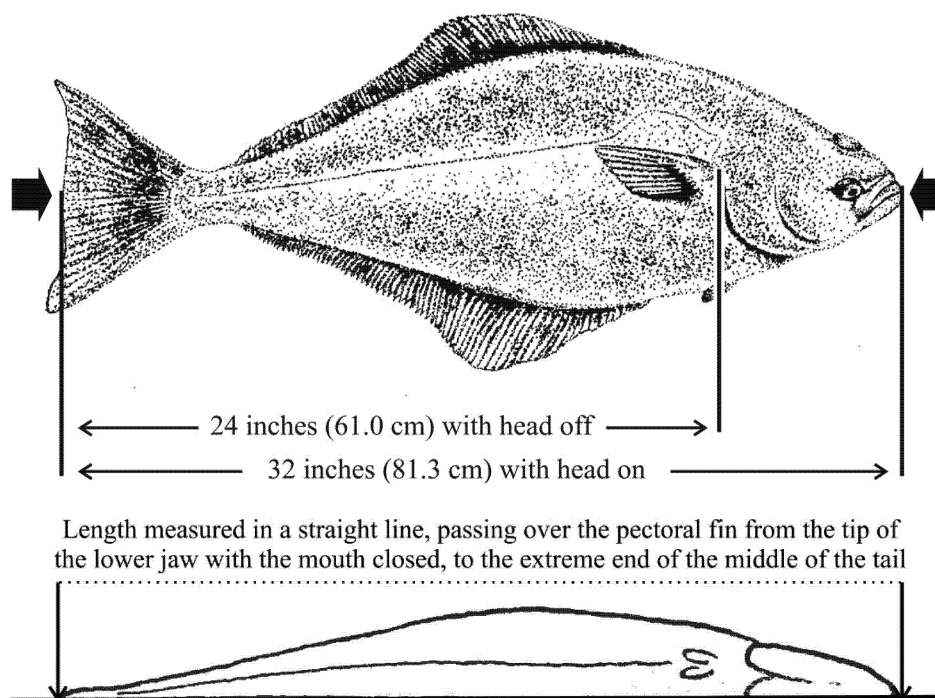 24 inches (61.0 cm) with head off
32 inches (81.3 cm) with head on
Length measured in a straight line, passing over the pectoral fin from the tip of
the lower jaw with the mouth closed, to the extreme end of the middle of the tail